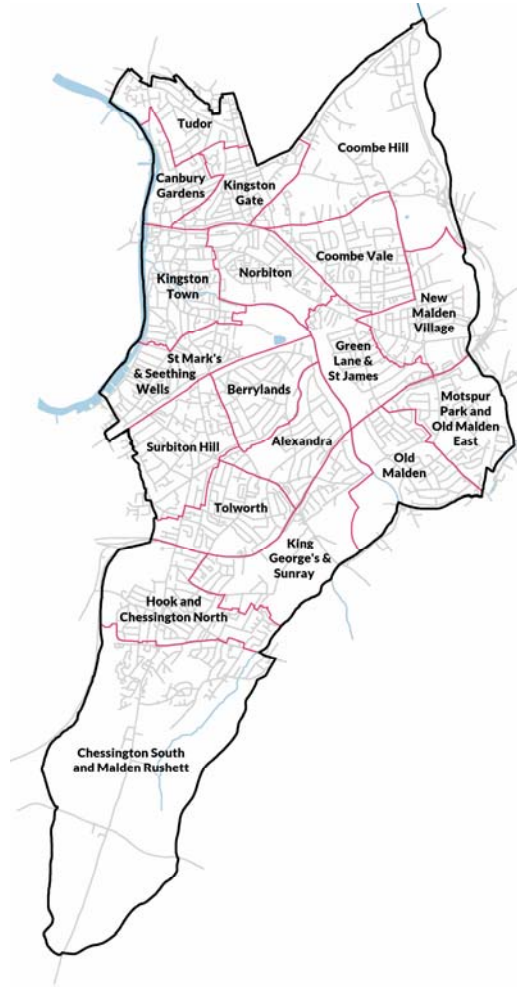 Tudor
Coombe Hill
Canbury
Gardens
Kingston
Gate
Coombe Vale
Norbiton
Kingston
Town
New
Malden
Village
St Mark's
& Seething
Wells
Green
Lane &
St James
Berrylands
Motspur
Park and
Old Malden
East
Surbiton Hill
Alexandra
Old
Malden
Tolworth
King
George's &
Sunray
Hook and
Chessington North
Chessington South
and Malden Rushett